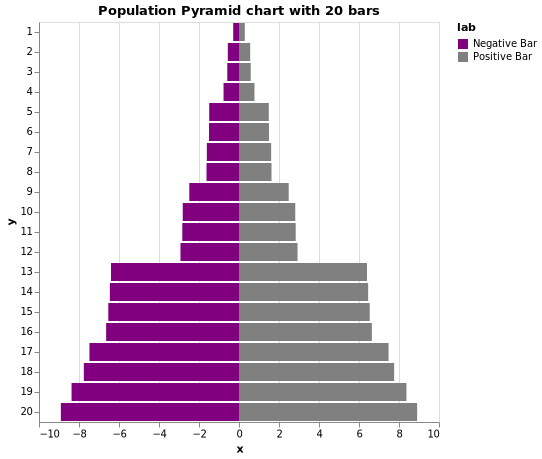 Population Pyramid chart with 20 bars
lab
Negative Bar
Positive Bar
y
1
2
3
4
5
6
7
8
9
10
11
12
13
14
15
16
17
18
19
20
−10 −8 −6 −4 −2 0 2 4 6 8 10
x